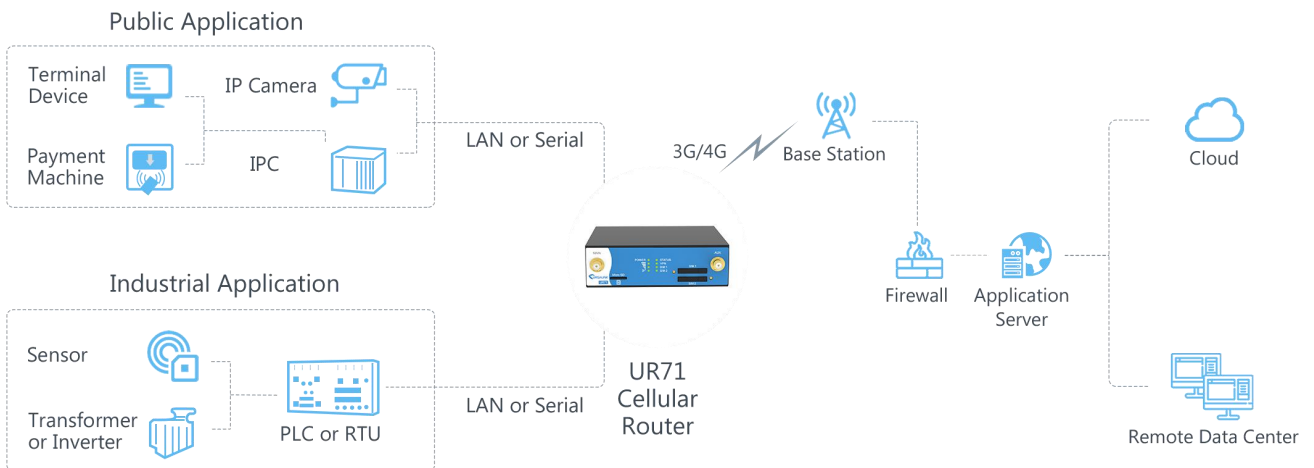 Public Application
Terminal
Device
IP Camera
Payment
Machine
IPC
LAN or Serial
3G/4G
Base Station
Cloud
Firewall
Application
Server
Remote Data Center
UR71
Cellular
Router
Industrial Application
Sensor
Transformer
or Inverter
PLC or RTU
LAN or Serial